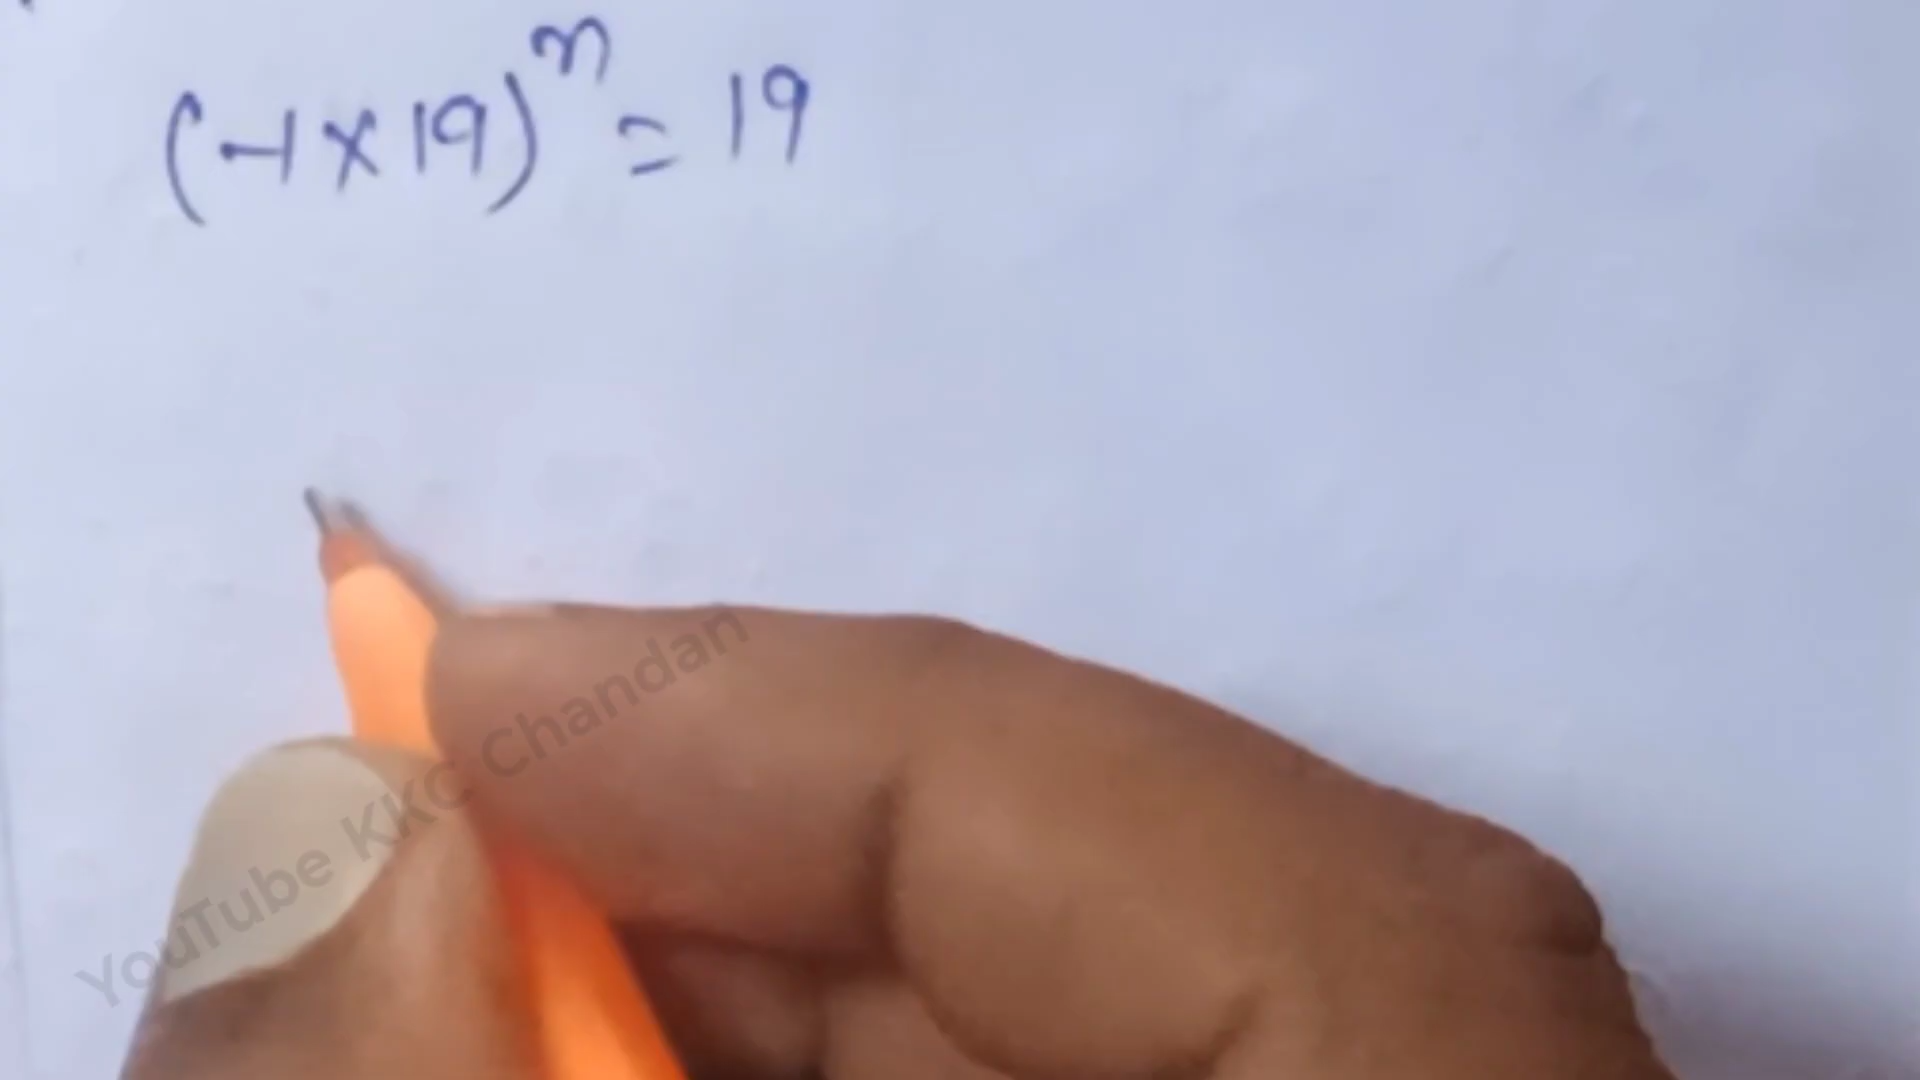 (-1×19)ⁿ = 19
YouTube KKC Chandan